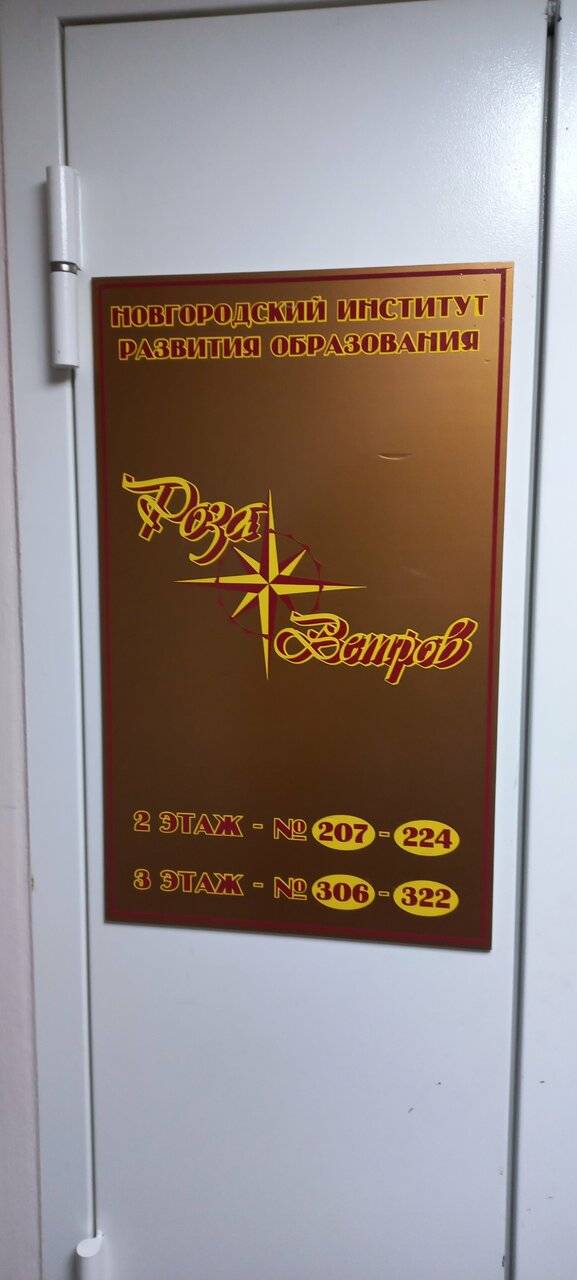 НОВГОРОДСКИЙ ИНСТИТУТ
РАЗВИТИЯ ОБРАЗОВАНИЯ
Роза
Ветров
2 ЭТАЖ - № 207 - 224
3 ЭТАЖ - № 306 - 322